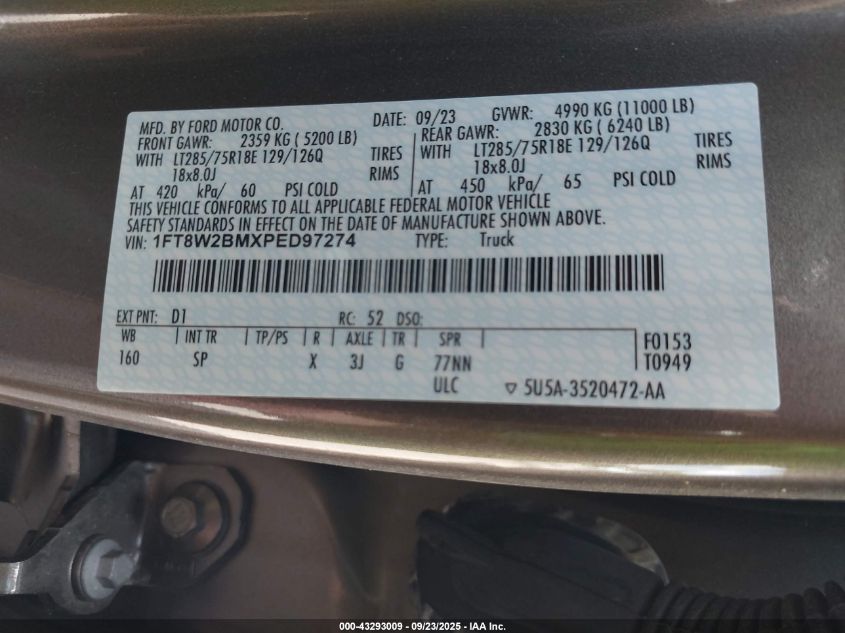 MFD. BY FORD MOTOR CO. DATE: 09/23 GVWR: 4990 KG (11000 LB)
FRONT GAWR: 2359 KG ( 5200 LB) REAR GAWR: 2830 KG ( 6240 LB)
WITH LT285/75R18E 129/126Q TIRES WITH LT285/75R18E 129/126Q TIRES
18x8.0J RIMS 18x8.0J RIMS
AT 420 kPa/ 60 PSI COLD AT 450 kPa/ 65 PSI COLD
THIS VEHICLE CONFORMS TO ALL APPLICABLE FEDERAL MOTOR VEHICLE
SAFETY STANDARDS IN EFFECT ON THE DATE OF MANUFACTURE SHOWN ABOVE.
VIN: 1FT8W2BMXPED97274 TYPE: Truck
EXT PNT: D1 RC: 52 DSO:
WB INT TR TP/PS R AXLE TR SPR F0153
160 SP X 3J G 77NN T0949
ULC 5U5A-3520472-AA
000-43293009 - 09/23/2025 - IAA, Inc.